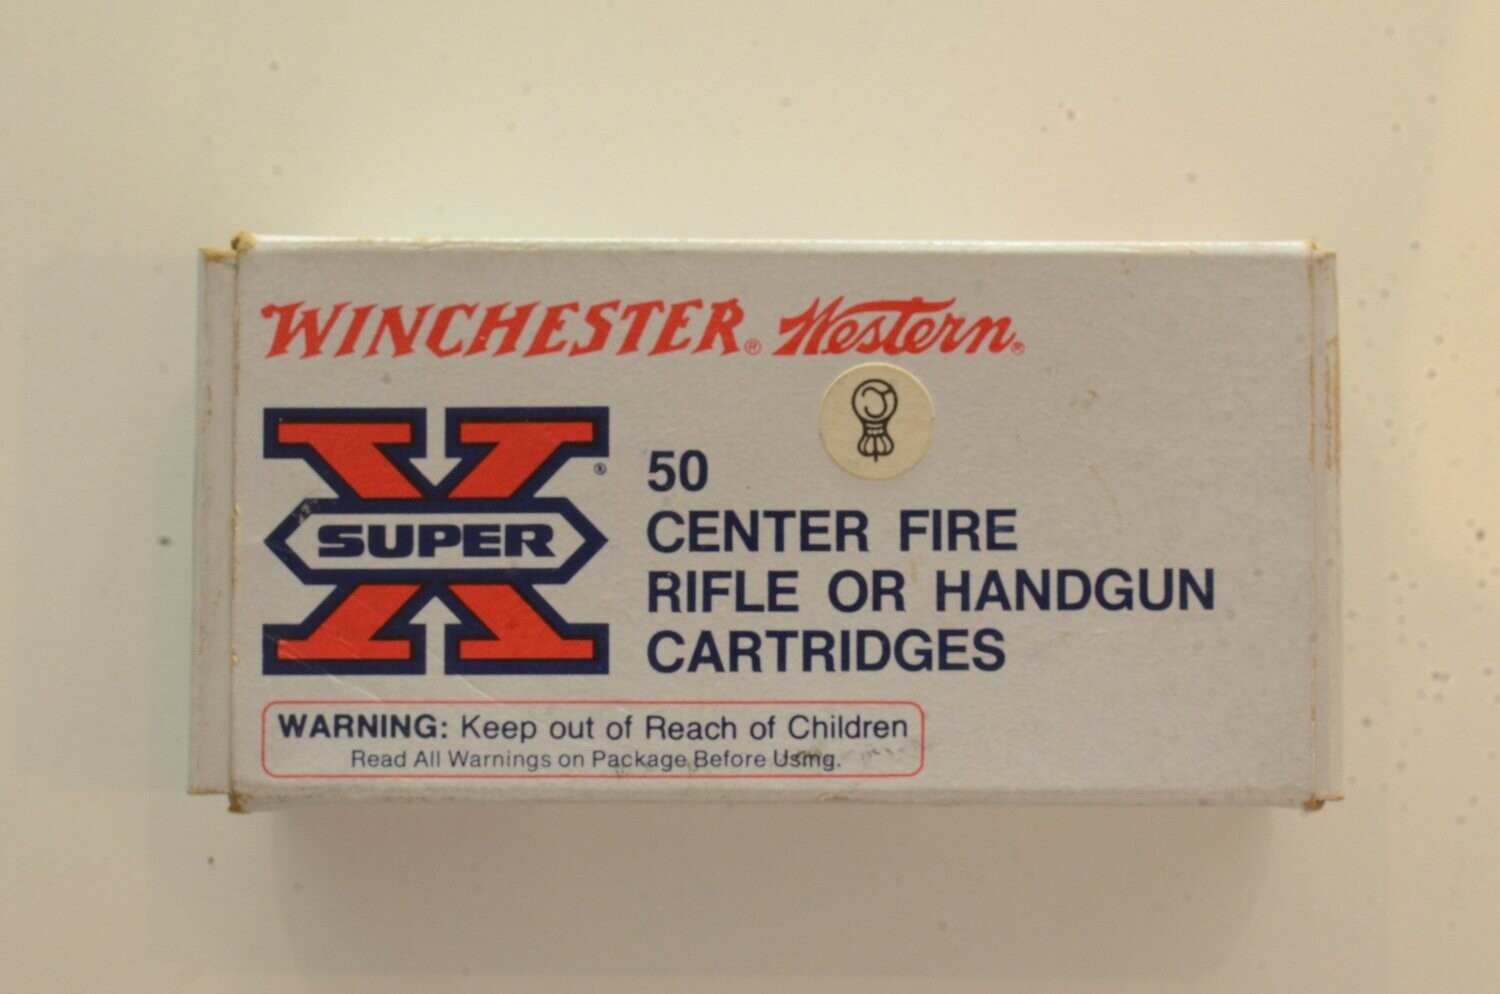 WINCHESTER® Western®
X SUPER ®
50
CENTER FIRE
RIFLE OR HANDGUN
CARTRIDGES
WARNING: Keep out of Reach of Children
Read All Warnings on Package Before Using.